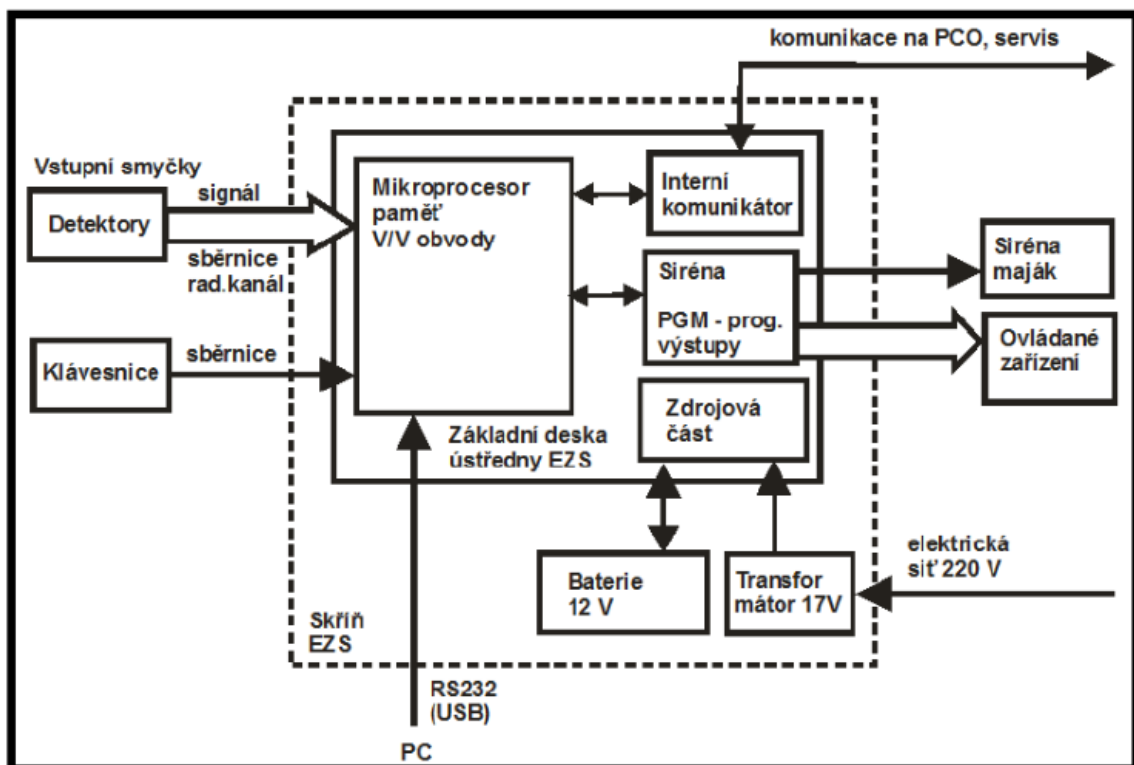 komunikace na PCO, servis
Vstupní smyčky
Detektory
signál
sběrnice
rad.kanál
Mikroprocesor
paměť
V/V obvody
Interní
komunikátor
Siréna
PGM - prog.
výstupy
Siréna
maják
Ovládané
zařízení
Klávesnice
sběrnice
Zdrojová
část
Základní deska
ústředny EZS
Baterie
12 V
Transfor
mátor 17V
elektrická
síť 220 V
Skříň
EZS
RS232
(USB)
PC